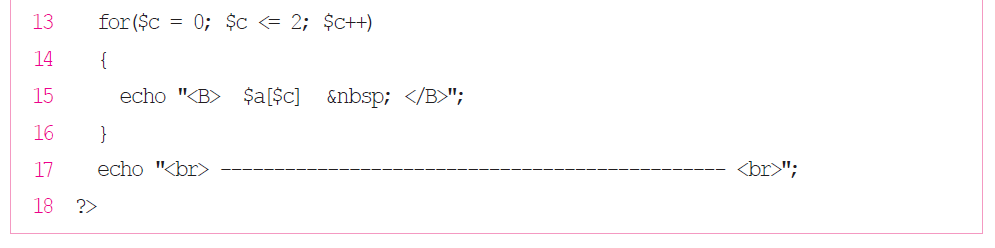 13 for($c = 0; $c <= 2; $c++)
14 {
15 echo "<B> $a[$c] &nbsp; </B>";
16 }
17 echo "<br> ----------------------------------------------- <br>";
18 ?>